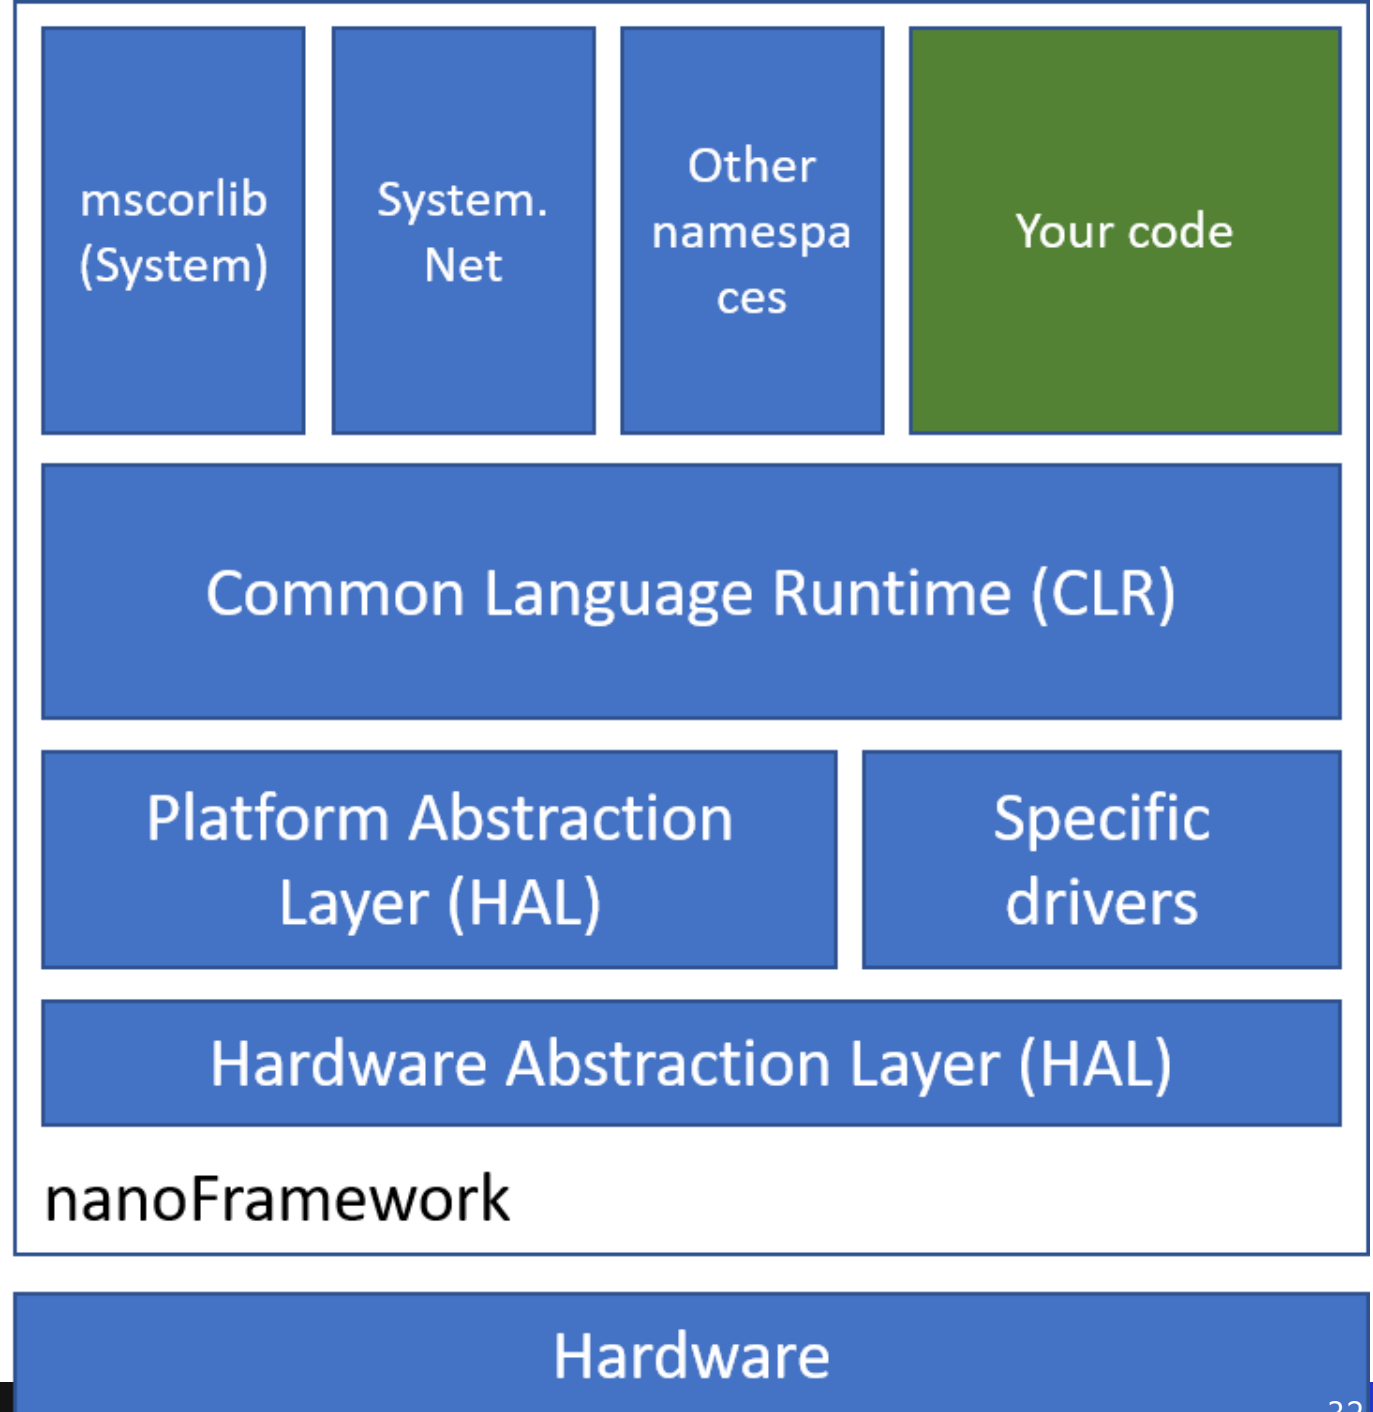 mscorlib
(System)
System.
Net
Other
namespa
ces
Your code
Common Language Runtime (CLR)
Platform Abstraction
Layer (HAL)
Specific
drivers
Hardware Abstraction Layer (HAL)
nanoFramework
Hardware